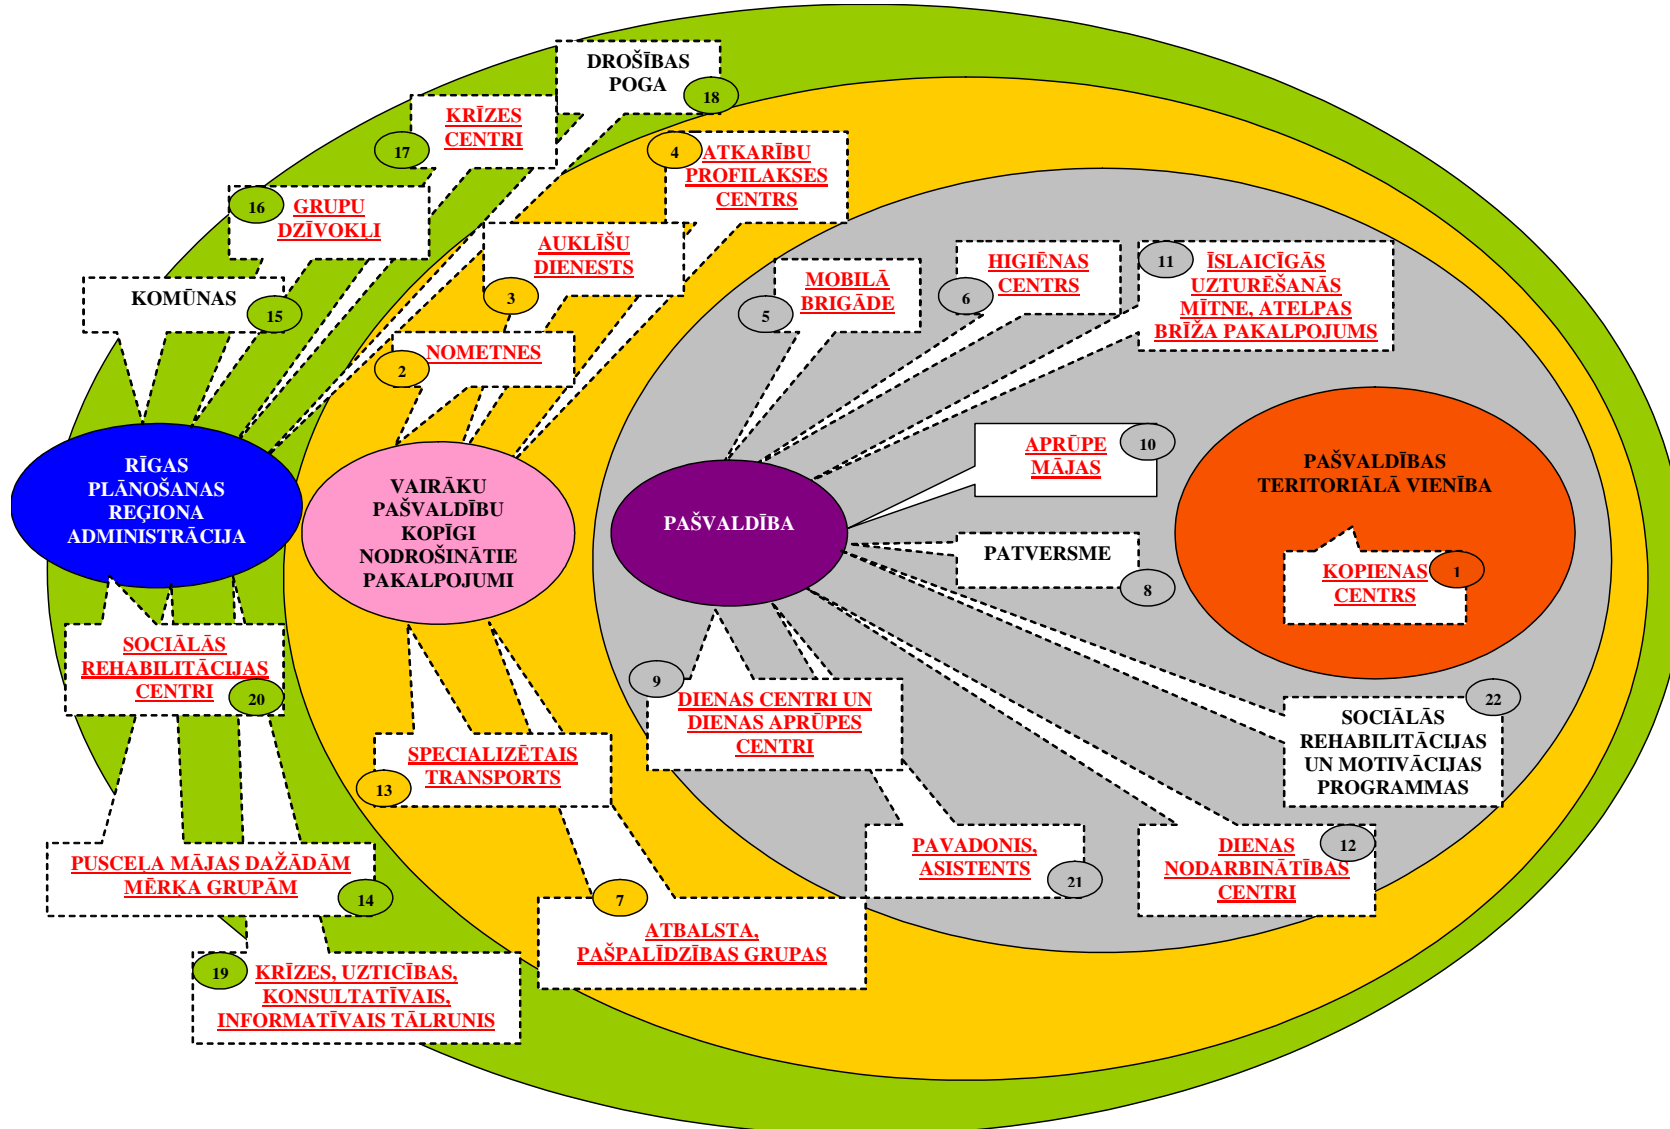 DROŠĪBAS
POGA
18
KRĪZES
CENTRI
17
4
ATKARĪBU
PROFILAKSES
CENTRS
16
GRUPU
DZĪVOKĻI
AUKLĪŠU
DIENESTS
3
KOMŪNAS
15
NOMETNES
2
MOBILĀ
BRIGĀDE
5
HIGIĒNAS
CENTRS
6
11
ĪSLAICĪGĀS
UZTURĒŠANĀS
MĪTNE, ATELPAS
BRĪŽA PAKALPOJUMS
RĪGAS
PLĀNOŠANAS
REĢIONA
ADMINISTRĀCIJA
VAIRĀKU
PAŠVALDĪBU
KOPĪGI
NODROŠINĀTIE
PAKALPOJUMI
PAŠVALDĪBA
APRŪPE
MĀJAS
10
PATVERSME
8
PAŠVALDĪBAS
TERITORIĀLĀ VIENĪBA
KOPIENAS
CENTRS
1
SOCIĀLĀS
REHABILITĀCIJAS
CENTRI
20
9
DIENAS CENTRI UN
DIENAS APRŪPES
CENTRI
22
SOCIĀLĀS
REHABILITĀCIJAS
UN MOTIVĀCIJAS
PROGRAMMAS
SPECIALIZĒTAIS
TRANSPORTS
13
PUSCEĻA MĀJAS DAŽĀDĀM
MĒRĶA GRUPĀM
14
PAVADONIS,
ASISTENTS
21
DIENAS
NODARBINĀTĪBAS
CENTRI
12
7
ATBALSTA,
PAŠPALĪDZĪBAS GRUPAS
19
KRĪZES, UZTICĪBAS,
KONSULTATĪVAIS,
INFORMATĪVAIS TĀLRUNIS